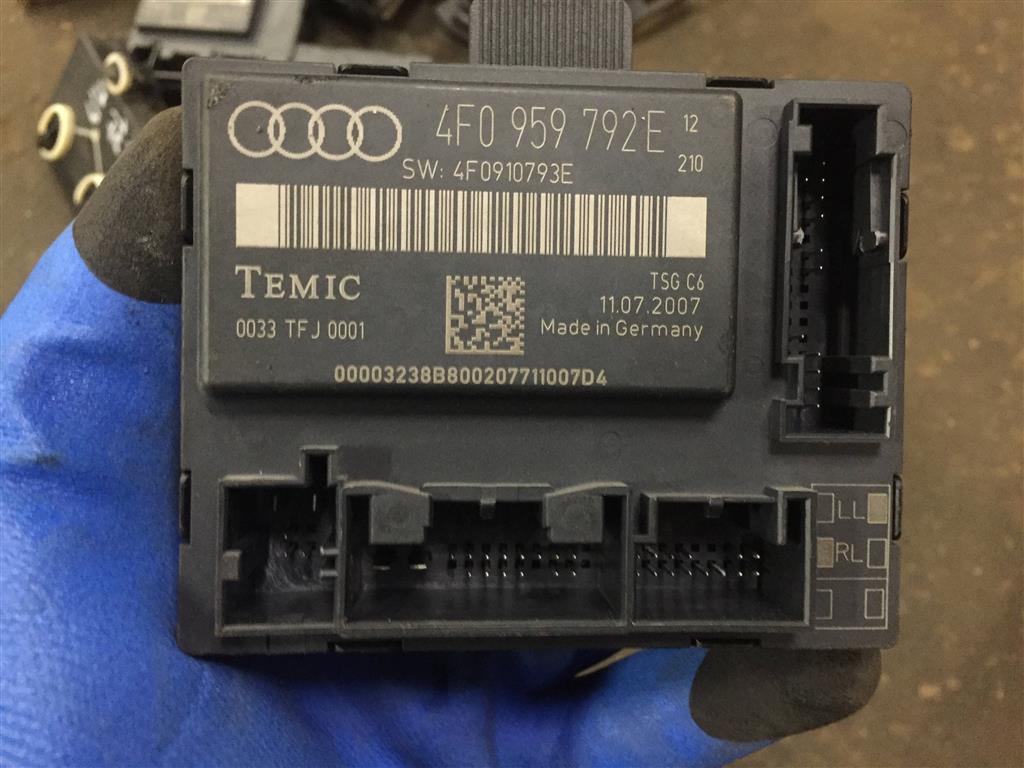 4F0 959 792 E 12
210
SW: 4F0910793E
TEMIC
TSG C6
11.07.2007
0033 TFJ 0001
Made in Germany
00003238B800207711007D4
LL
RL